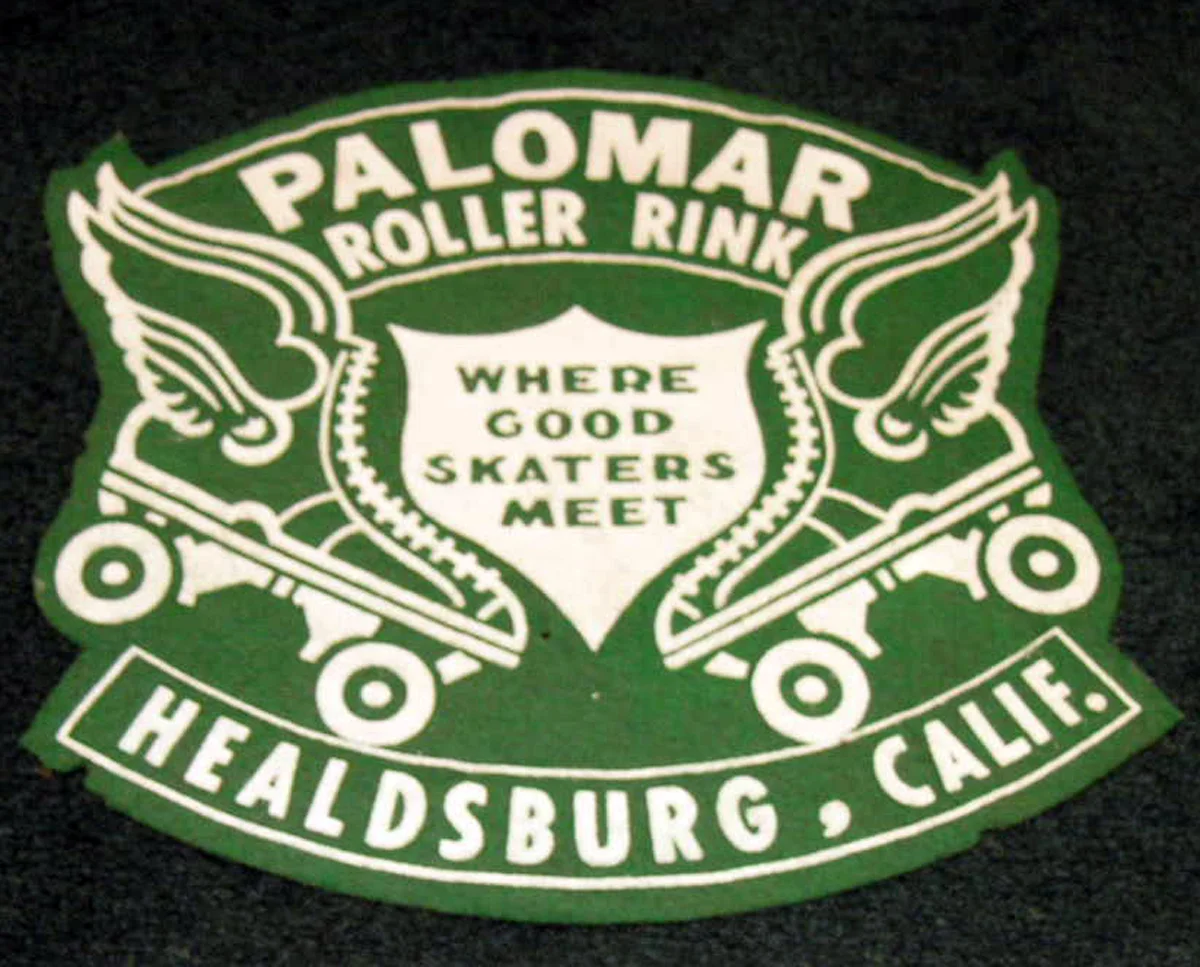 PALOMAR
ROLLER RINK
WHERE
GOOD
SKATERS
MEET
HEALDSBURG, CALIF.